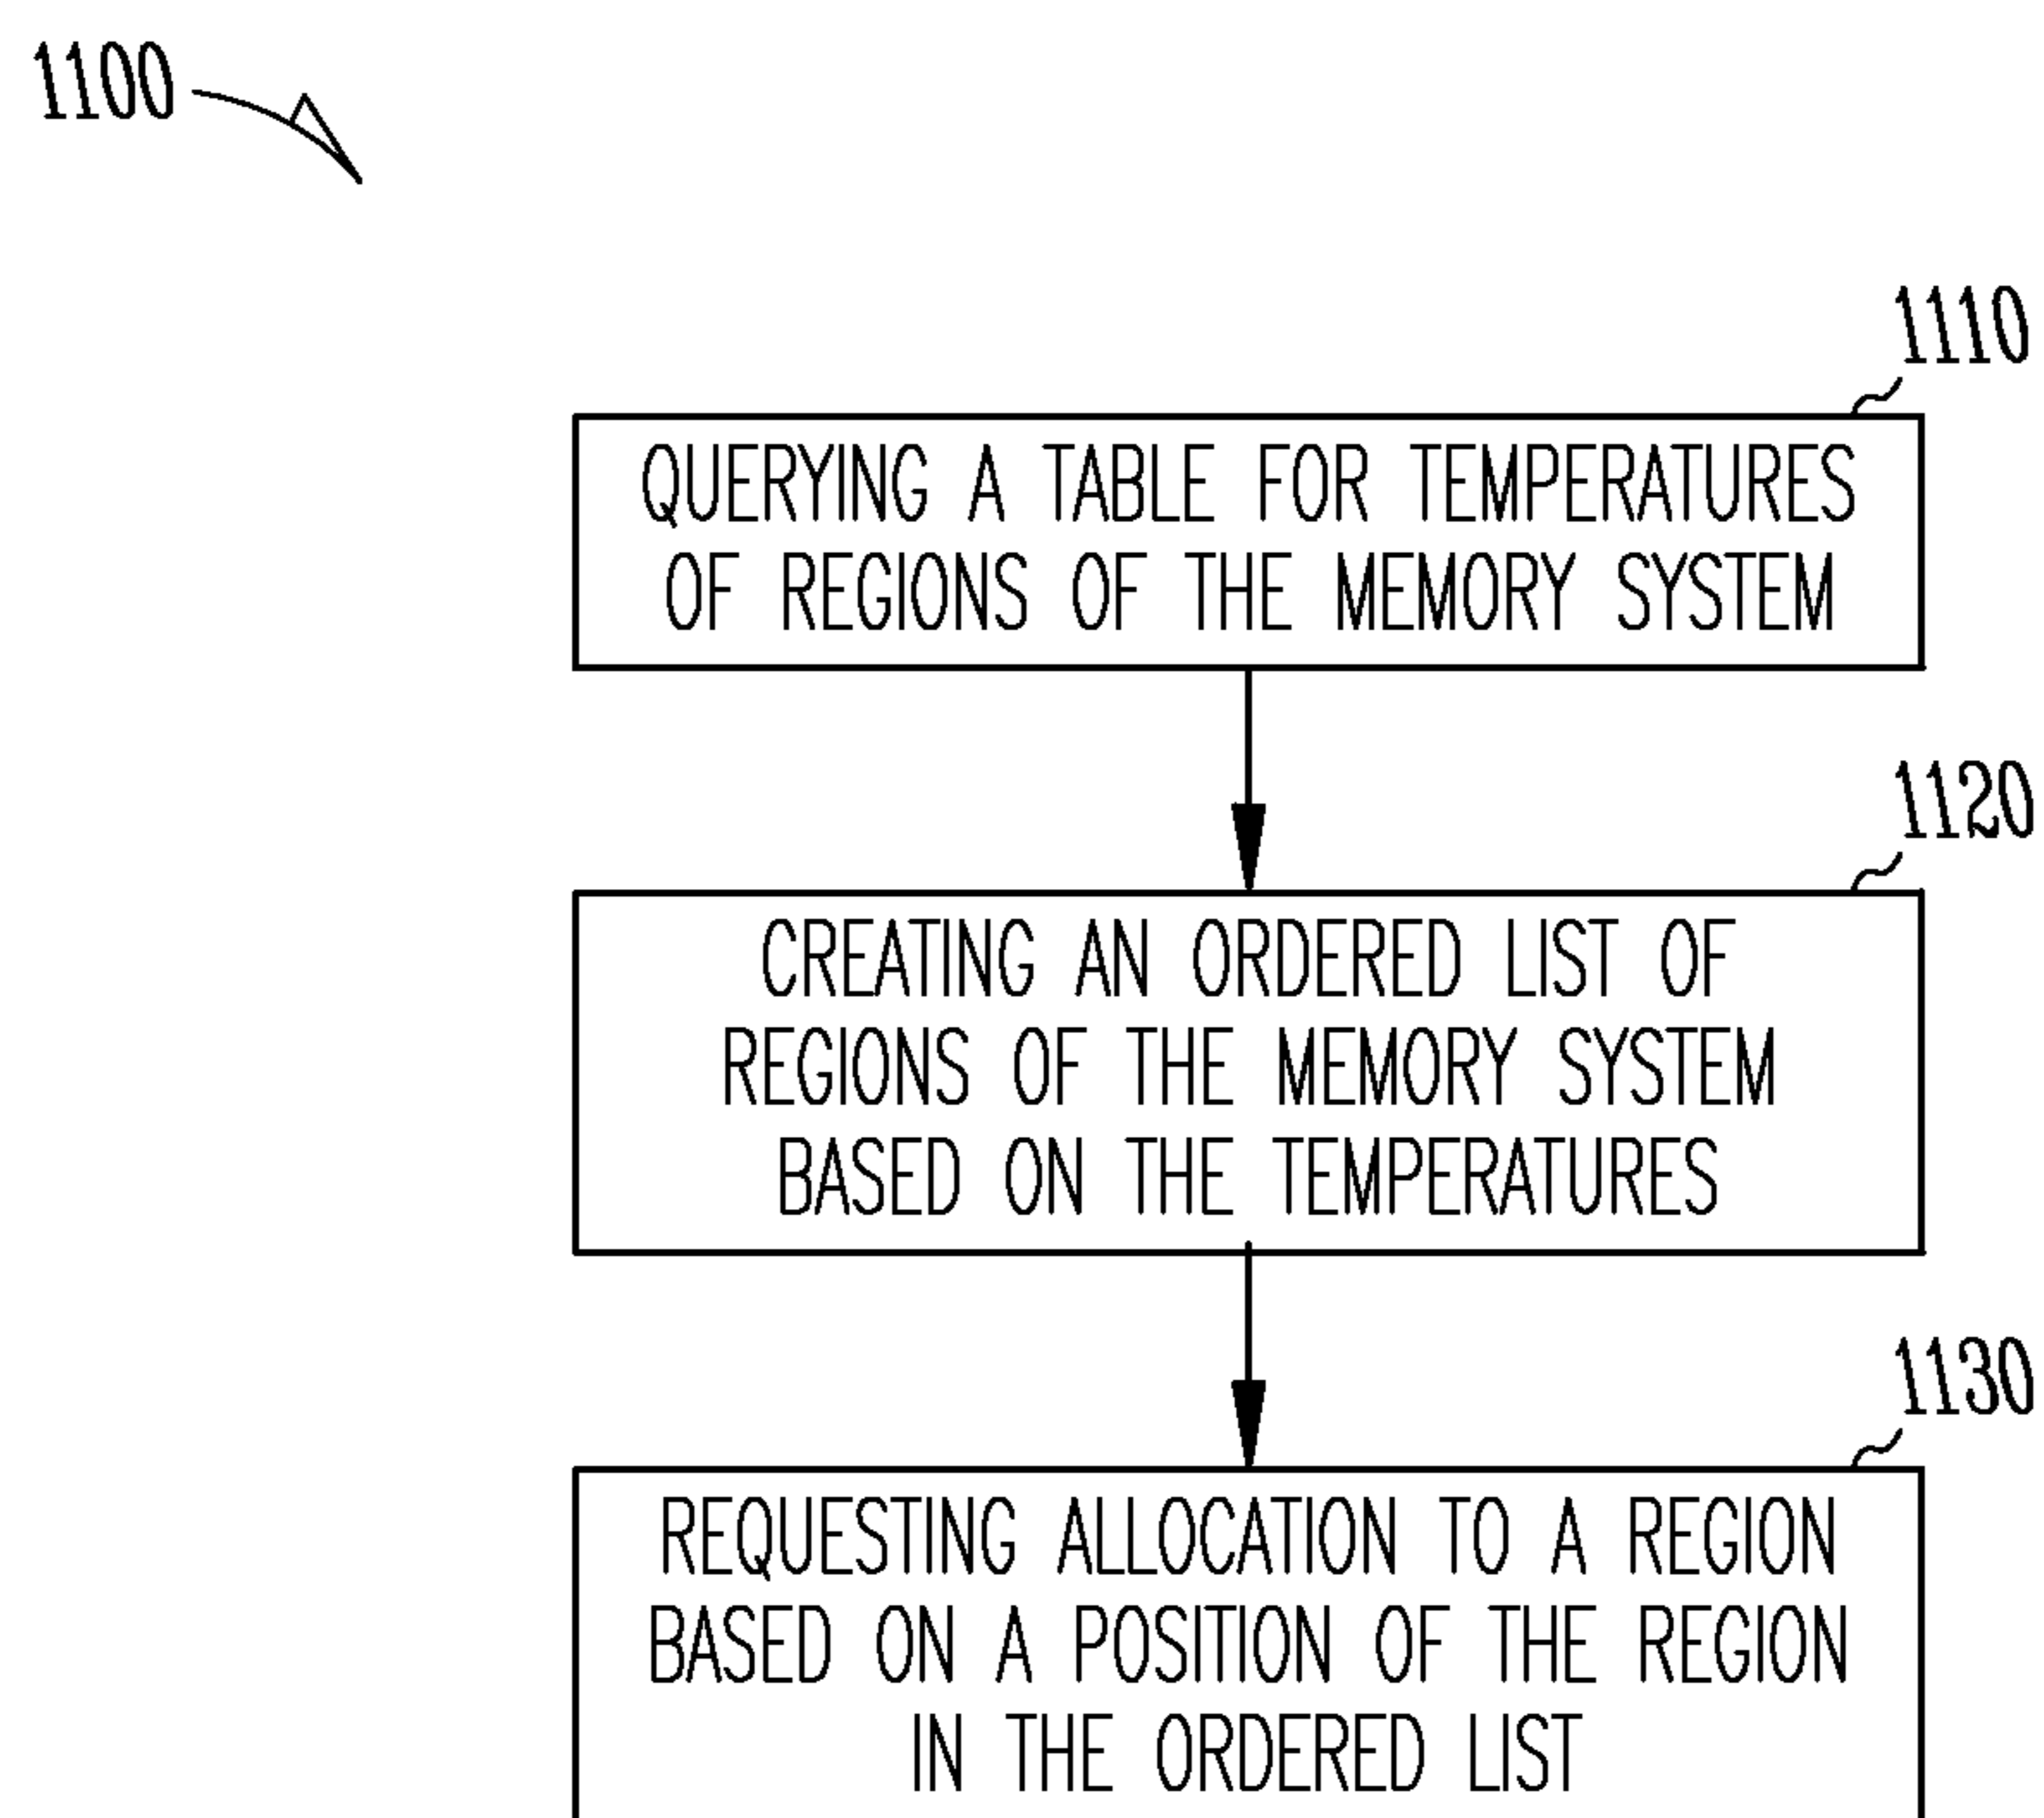 1100
1110
QUERYING A TABLE FOR TEMPERATURES
OF REGIONS OF THE MEMORY SYSTEM
1120
CREATING AN ORDERED LIST OF
REGIONS OF THE MEMORY SYSTEM
BASED ON THE TEMPERATURES
1130
REQUESTING ALLOCATION TO A REGION
BASED ON A POSITION OF THE REGION
IN THE ORDERED LIST